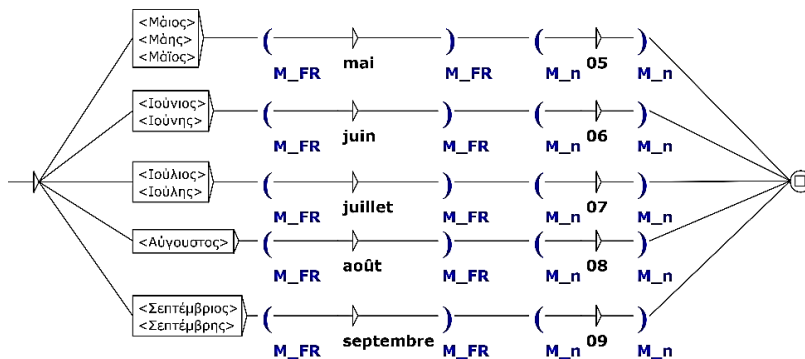 <Μάιος>
<Μάης>
<Μάϊος>
( ) ( )
M_FR mai M_FR M_n 05 M_n
<Ιούνιος>
<Ιούνης>
( ) ( )
M_FR juin M_FR M_n 06 M_n
<Ιούλιος>
<Ιούλης>
( ) ( )
M_FR juillet M_FR M_n 07 M_n
<Αύγουστος>
( ) ( )
M_FR août M_FR M_n 08 M_n
<Σεπτέμβριος>
<Σεπτέμβρης>
( ) ( )
M_FR septembre M_FR M_n 09 M_n